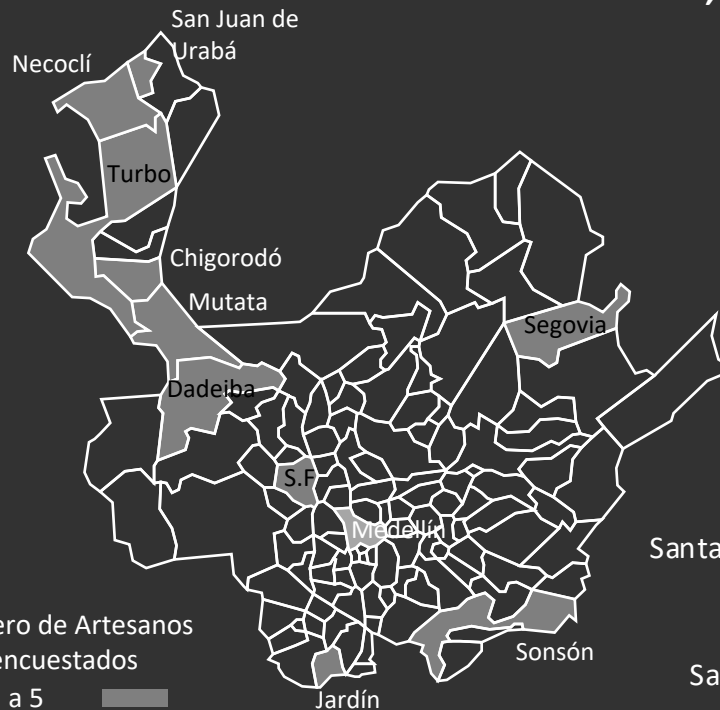 San Juan de
Urabá
Necoclí
Turbo
Chigorodó
Mutata
Segovia
Dadeiba
S.F
Medellín
Santa
ero de Artesanos
encuestados
Sonsón
Sa
a 5
Jardín